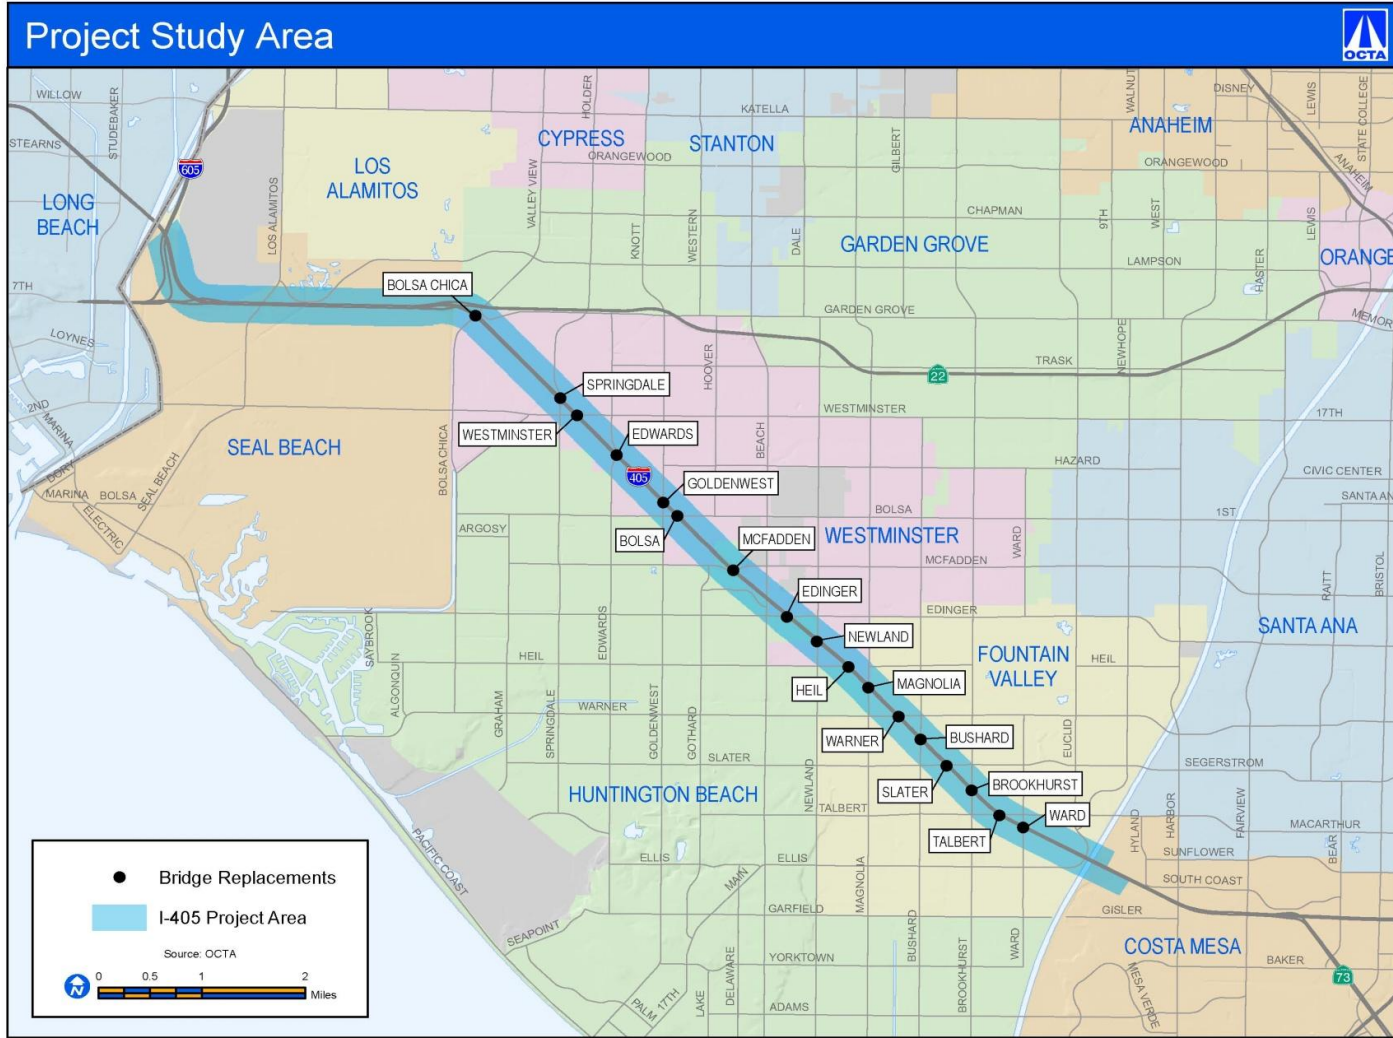 Project Study Area
OCTA
WILLOW
STUDEBAKER
STEARNS
605
LONG
BEACH
7TH
LOYNES
2ND
MARINA
DORY
MARINA
BOLSA
ELECTRIC
SEAL BEACH
SEAL BEACH
LOS
ALAMITOS
LOS ALAMITOS
HOLDER
CYPRESS
ORANGEWOOD
VALLEY VIEW
KNOTT
WESTERN
KATELLA
STANTON
DALE
GILBERT
CHAPMAN
GARDEN GROVE
LAMPSON
GARDEN GROVE
WALNUT
DISNEY
LEWIS
STATE COLLEGE
ANAHEIM
ORANGEWOOD
ANAHEIM
9TH
WEST
LEWIS
HASTER
ORANGE
MEMOR
TRASK
NEWHOPE
22
BOLSA CHICA
SPRINGDALE
WESTMINSTER
EDWARDS
405
GOLDENWEST
BOLSA
MCFADDEN
EDINGER
NEWLAND
HEIL
MAGNOLIA
WARNER
BUSHARD
SLATER
BROOKHURST
TALBERT
WARD
HOOVER
BEACH
WESTMINSTER
17TH
HAZARD
CIVIC CENTER
SANTA AN
BOLSA
1ST
WESTMINSTER
MCFADDEN
WARD
EDINGER
RAITT
BRISTOL
SANTA ANA
BOLSA CHICA
ARGOSY
SAYBROOK
ALGONQUIN
HEIL
EDWARDS
GRAHAM
SPRINGDALE
WARNER
GOLDENWEST
GOTHARD
SLATER
NEWLAND
HUNTINGTON BEACH
TALBERT
FOUNTAIN
VALLEY
HEIL
EUCLID
SEGERSTROM
HYLAND
HARBOR
FAIRVIEW
MACARTHUR
BEAR
SUNFLOWER
SOUTH COAST
GISLER
COSTA MESA
BAKER
MESA VERDE
73
PACIFIC COAST
ELLIS
ELLIS
MAIN
MAGNOLIA
GARFIELD
SEAPOINT
YORKTOWN
DELAWARE
LAKE
17TH
PALM
ADAMS
BUSHARD
BROOKHURST
WARD
Bridge Replacements
I-405 Project Area
Source: OCTA
N
0 0.5 1 2
Miles